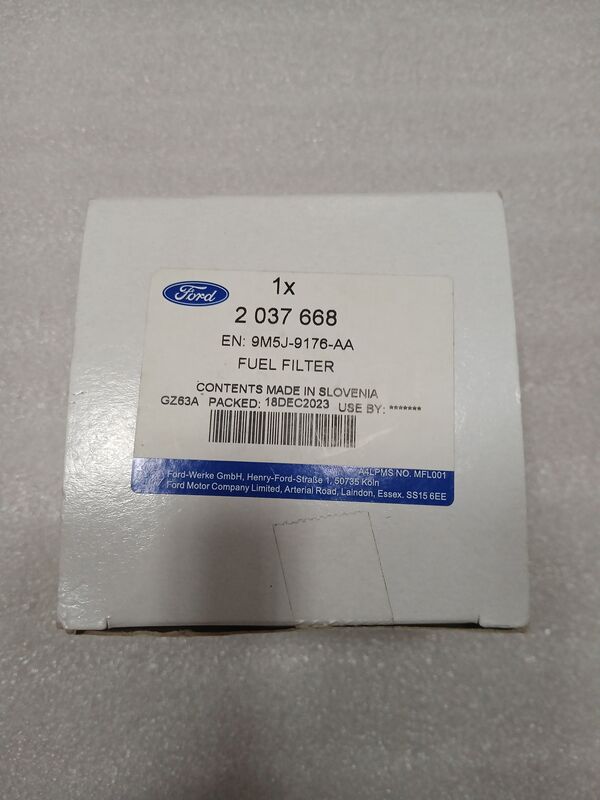 Ford
1x
2 037 668
EN: 9M5J-9176-AA
FUEL FILTER
CONTENTS MADE IN SLOVENIA
GZ63A PACKED: 18DEC2023 USE BY: *******
A4LPMS NO. MFL001
Ford-Werke GmbH, Henry-Ford-Straße 1, 50735 Köln
Ford Motor Company Limited, Arterial Road, Laindon, Essex. SS15 6EE